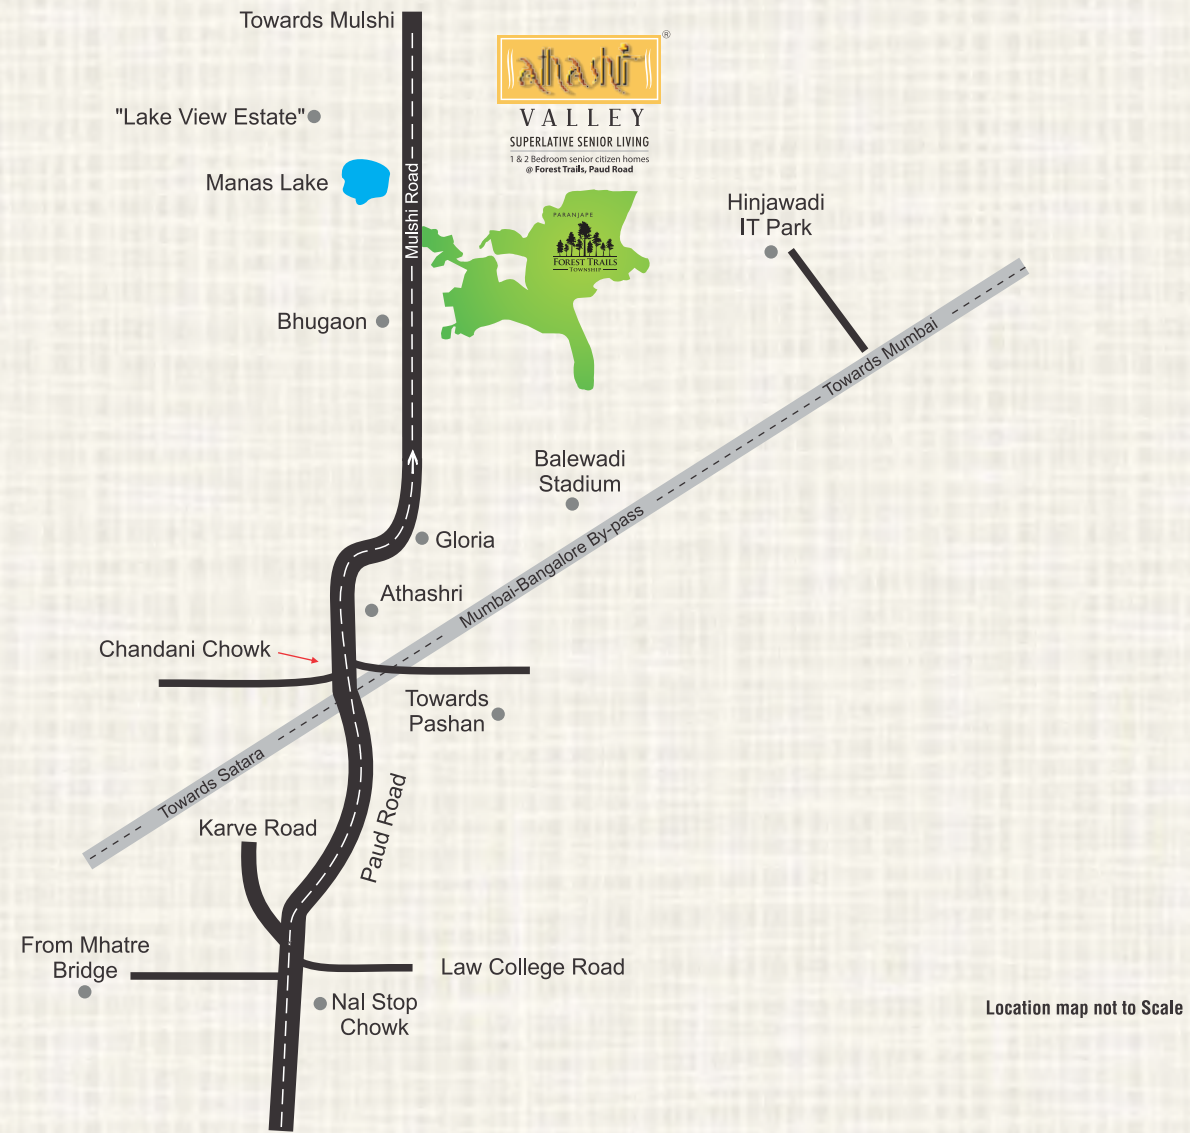 Towards Mulshi
®
athashri
VALLEY
SUPERLATIVE SENIOR LIVING
1 & 2 Bedroom senior citizen homes
@ Forest Trails, Paud Road
"Lake View Estate"
Manas Lake
Mulshi Road
PARANJAPE
FOREST TRAILS
TOWNSHIP
Hinjawadi
IT Park
Bhugaon
Towards Mumbai
Balewadi
Stadium
Mumbai-Bangalore By-pass
Gloria
Athashri
Chandani Chowk
Towards
Pashan
Towards Satara
Karve Road
Paud Road
From Mhatre
Bridge
Law College Road
Nal Stop
Chowk
Location map not to Scale